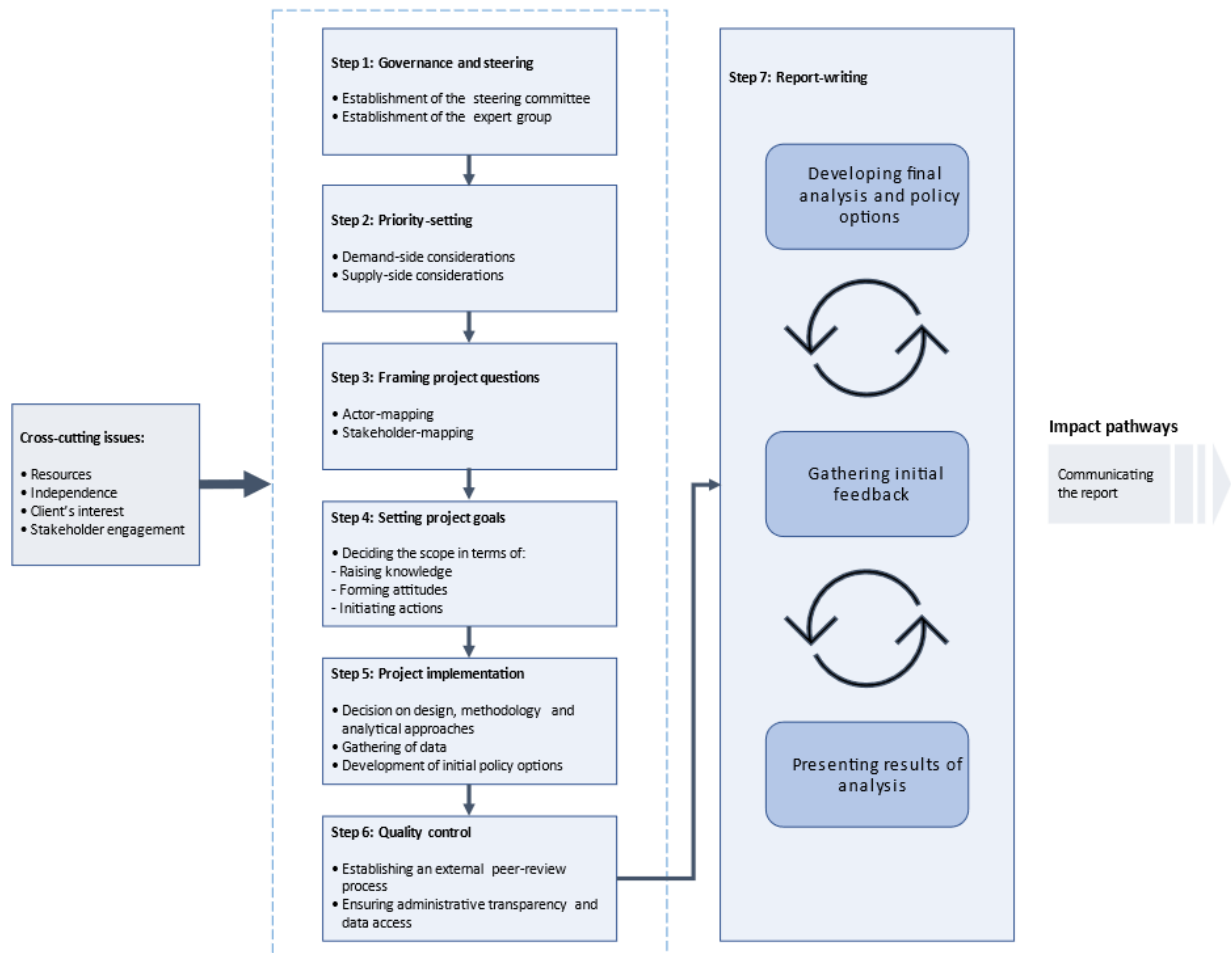 Cross-cutting issues:
• Resources
• Independence
• Client's interest
• Stakeholder engagement
Step 1: Governance and steering
• Establishment of the steering committee
• Establishment of the expert group
Step 2: Priority-setting
• Demand-side considerations
• Supply-side considerations
Step 3: Framing project questions
• Actor-mapping
• Stakeholder-mapping
Step 4: Setting project goals
• Deciding the scope in terms of:
- Raising knowledge
- Forming attitudes
- Initiating actions
Step 5: Project implementation
• Decision on design, methodology and
analytical approaches
• Gathering of data
• Development of initial policy options
Step 6: Quality control
• Establishing an external peer-review
process
• Ensuring administrative transparency and
data access
Step 7: Report-writing
Developing final
analysis and policy
options
Gathering initial
feedback
Presenting results of
analysis
Impact pathways
Communicating
the report